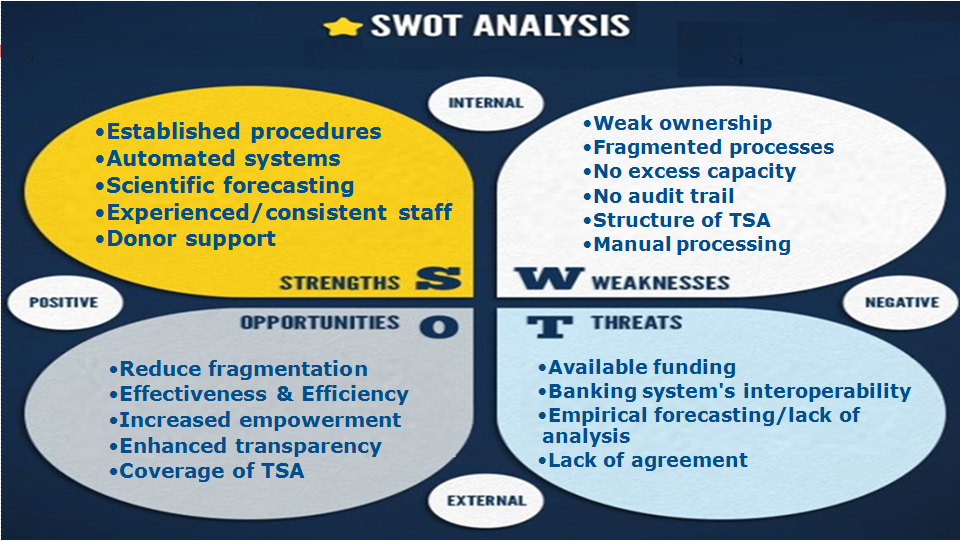 SWOT ANALYSIS
INTERNAL
•Established procedures
•Automated systems
•Scientific forecasting
•Experienced/consistent staff
•Donor support
STRENGTHS S
•Weak ownership
•Fragmented processes
•No excess capacity
•No audit trail
•Structure of TSA
•Manual processing
W WEAKNESSES
POSITIVE
NEGATIVE
OPPORTUNITIES O
•Reduce fragmentation
•Effectiveness & Efficiency
•Increased empowerment
•Enhanced transparency
•Coverage of TSA
T THREATS
•Available funding
•Banking system's interoperability
•Empirical forecasting/lack of
analysis
•Lack of agreement
EXTERNAL